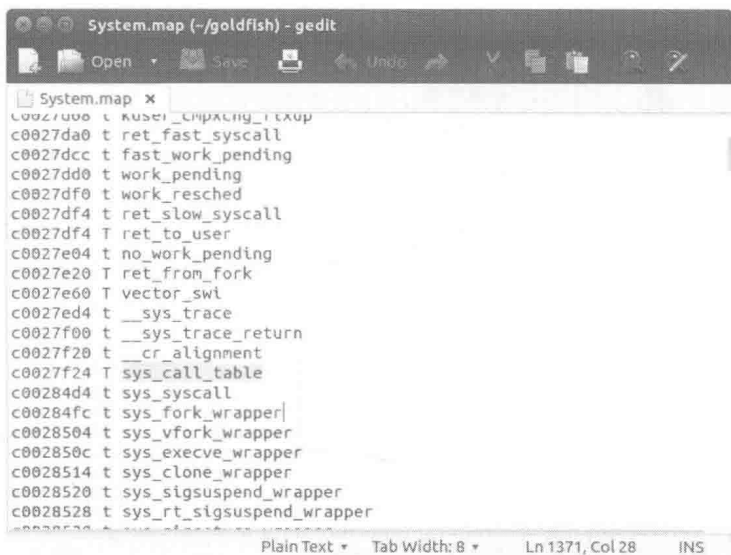 System.map (~/goldfish) - gedit
Open Save Undo
System.map x
c0027d68 t kuser_cmpxchg_fixup
c0027da0 t ret_fast_syscall
c0027dcc t fast_work_pending
c0027dd0 t work_pending
c0027df0 t work_resched
c0027df4 t ret_slow_syscall
c0027df4 T ret_to_user
c0027e04 t no_work_pending
c0027e20 T ret_from_fork
c0027e60 T vector_swi
c0027ed4 t __sys_trace
c0027f00 t __sys_trace_return
c0027f20 t __cr_alignment
c0027f24 T sys_call_table
c00284d4 t sys_syscall
c00284fc t sys_fork_wrapper
c0028504 t sys_vfork_wrapper
c002850c t sys_execve_wrapper
c0028514 t sys_clone_wrapper
c0028520 t sys_sigsuspend_wrapper
c0028528 t sys_rt_sigsuspend_wrapper
Plain Text Tab Width: 8 Ln 1371, Col 28 INS